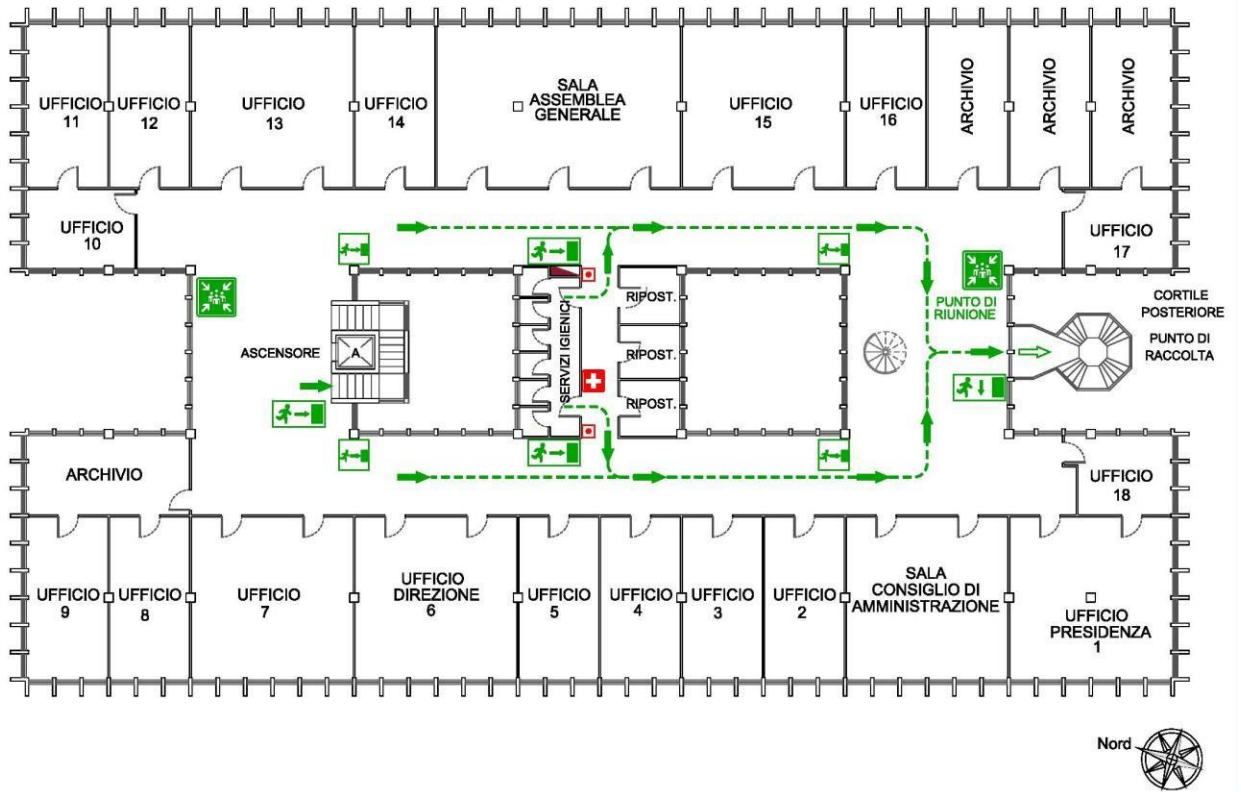 UFFICIO
11
UFFICIO
12
UFFICIO
13
UFFICIO
14
SALA
ASSEMBLEA
GENERALE
UFFICIO
15
UFFICIO
16
ARCHIVIO
ARCHIVIO
ARCHIVIO
UFFICIO
10
UFFICIO
17
ASCENSORE
A
SERVIZI IGIENICI
RIPOST.
RIPOST.
RIPOST.
PUNTO DI
RIUNIONE
CORTILE
POSTERIORE
PUNTO DI
RACCOLTA
ARCHIVIO
UFFICIO
18
UFFICIO
9
UFFICIO
8
UFFICIO
7
UFFICIO
DIREZIONE
6
UFFICIO
5
UFFICIO
4
UFFICIO
3
UFFICIO
2
SALA
CONSIGLIO DI
AMMINISTRAZIONE
UFFICIO
PRESIDENZA
1
Nord